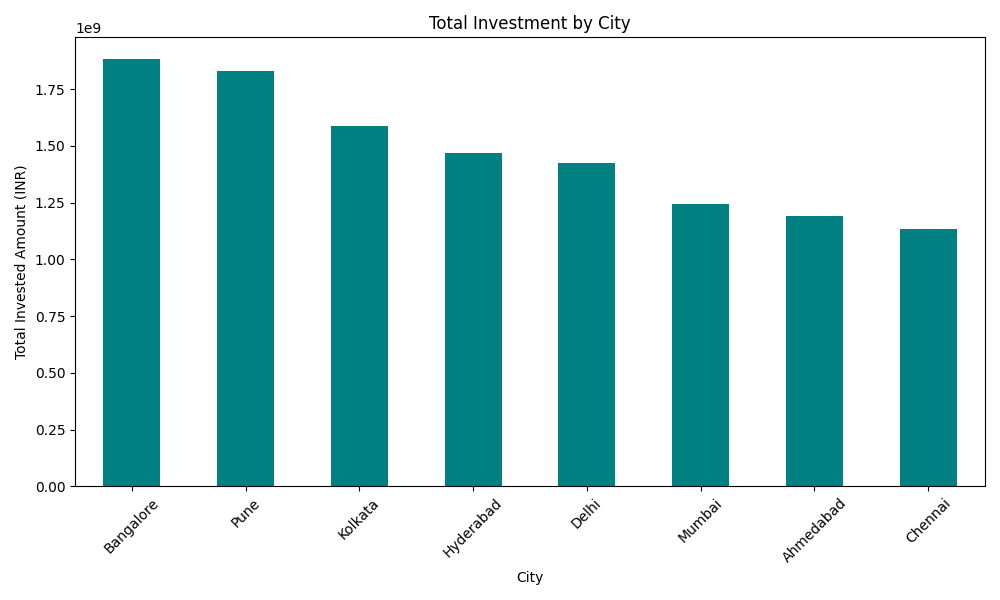 Total Investment by City
1e9
Total Invested Amount (INR)
1.75
1.50
1.25
1.00
0.75
0.50
0.25
0.00
Bangalore
Pune
Kolkata
Hyderabad
Delhi
Mumbai
Ahmedabad
Chennai
City